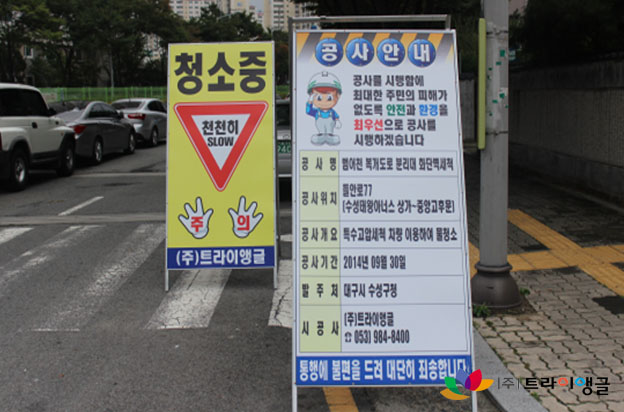 청소중
천천히
SLOW
주 의
(주)트라이앵글
공사안내
공사를 시행함에
최대한 주민의 피해가
없도록 안전과 환경을
최우선으로 공사를
시행하겠습니다
공 사 명 범어천 복개도로 분리대 화단벽세척
공사위치 들안로77
(수성태왕아너스 상가~중앙고후문)
공사개요 특수고압세척 차량 이용하여 물청소
공사기간 2014년 09월 30일
발 주 처 대구시 수성구청
시 공 사 (주)트라이앵글
☎ 053) 984-8400
통행에 불편을 드려 대단히 죄송합니다
(주)트라이앵글